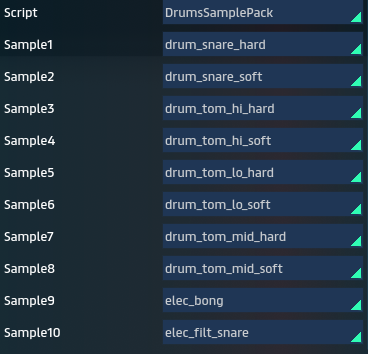 Script DrumsSamplePack
Sample1 drum_snare_hard
Sample2 drum_snare_soft
Sample3 drum_tom_hi_hard
Sample4 drum_tom_hi_soft
Sample5 drum_tom_lo_hard
Sample6 drum_tom_lo_soft
Sample7 drum_tom_mid_hard
Sample8 drum_tom_mid_soft
Sample9 elec_bong
Sample10 elec_filt_snare